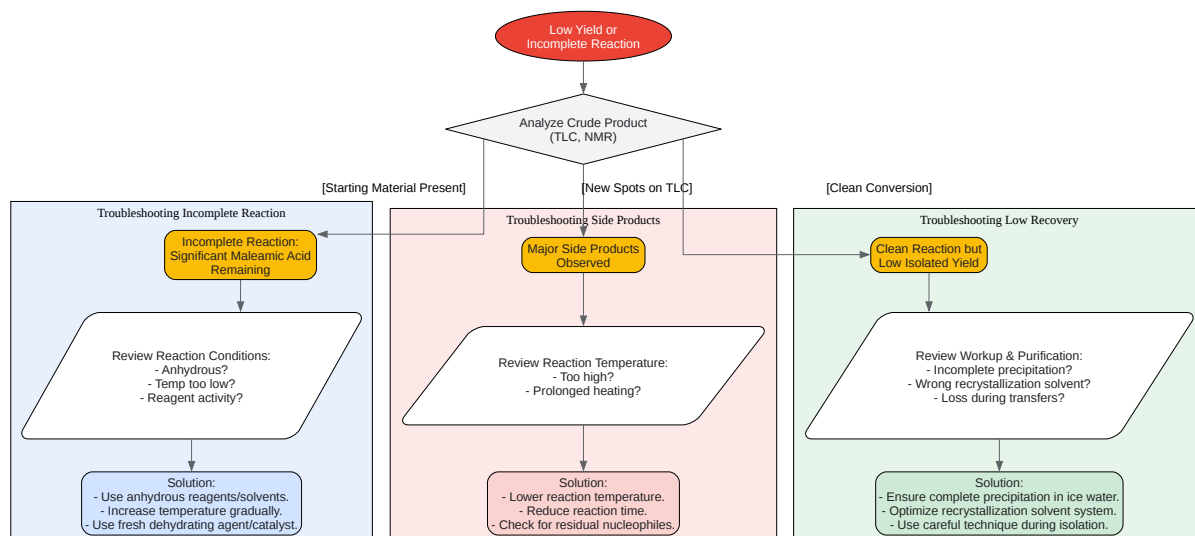 Low Yield or
Incomplete Reaction
Analyze Crude Product
(TLC, NMR)
[Starting Material Present]
[New Spots on TLC]
[Clean Conversion]
Troubleshooting Incomplete Reaction
Incomplete Reaction:
Significant Maleamic Acid
Remaining
Review Reaction Conditions:
- Anhydrous?
- Temp too low?
- Reagent activity?
Solution:
- Use anhydrous reagents/solvents.
- Increase temperature gradually.
- Use fresh dehydrating agent/catalyst.
Troubleshooting Side Products
Major Side Products
Observed
Review Reaction Temperature:
- Too high?
- Prolonged heating?
Solution:
- Lower reaction temperature.
- Reduce reaction time.
- Check for residual nucleophiles.
Troubleshooting Low Recovery
Clean Reaction but
Low Isolated Yield
Review Workup & Purification:
- Incomplete precipitation?
- Wrong recrystallization solvent?
- Loss during transfers?
Solution:
- Ensure complete precipitation in ice water.
- Optimize recrystallization solvent system.
- Use careful technique during isolation.